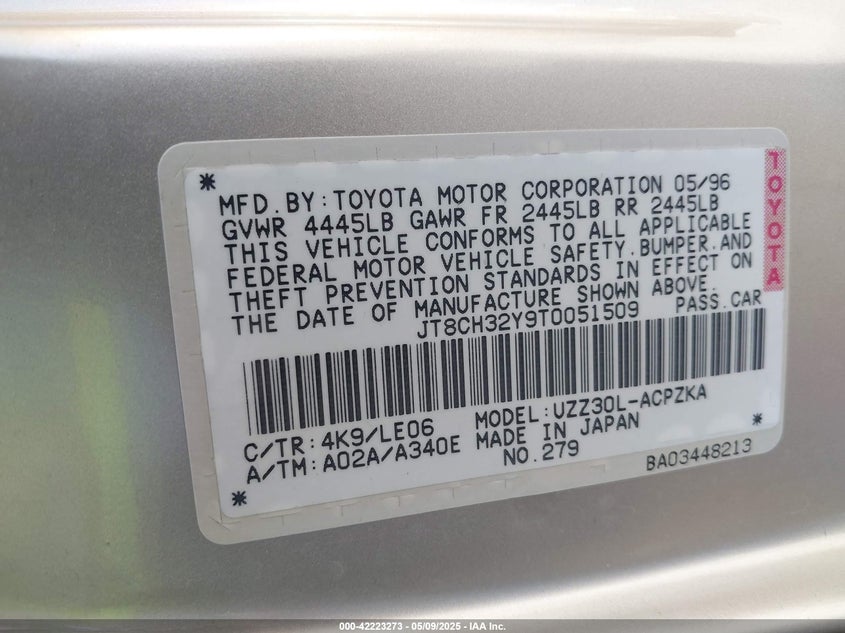 MFD.BY:TOYOTA MOTOR CORPORATION 05/96
GVWR 4445LB GAWR FR 2445LB RR 2445LB
THIS VEHICLE CONFORMS TO ALL APPLICABLE
FEDERAL MOTOR VEHICLE SAFETY,BUMPER,AND
THEFT PREVENTION STANDARDS IN EFFECT ON
THE DATE OF MANUFACTURE SHOWN ABOVE.
JT8CH32Y9T0051509 PASS.CAR
TOYOTA
C/TR:4K9/LE06 MODEL:UZZ30L-ACPZKA
A/TM:A02A/A340E MADE IN JAPAN
NO.279
BA03448213
000-42223273 - 05/09/2025 - IAA Inc.